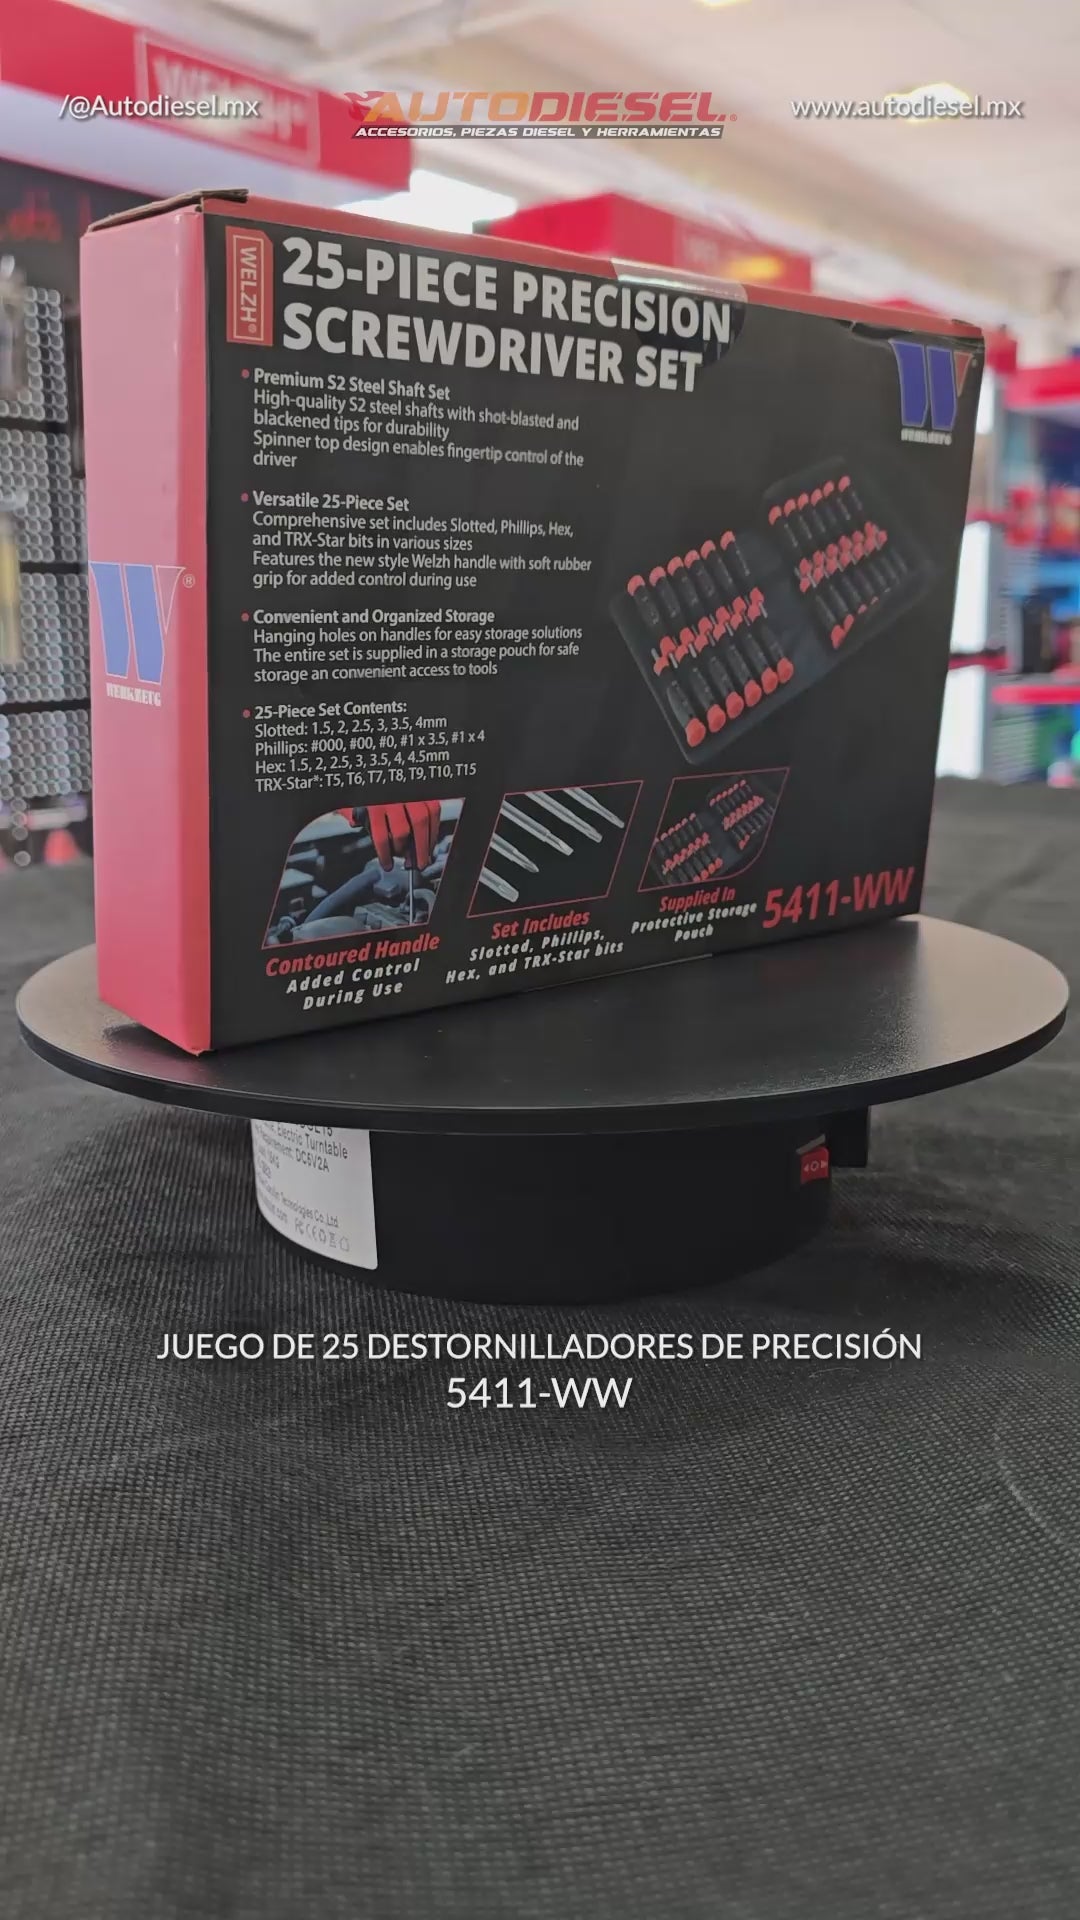 /@Autodiesel.mx
AUTODIESEL®
ACCESORIOS, PIEZAS DIESEL Y HERRAMIENTAS
www.autodiesel.mx
WELZH®
25-PIECE PRECISION
SCREWDRIVER SET
• Premium S2 Steel Shaft Set
High-quality S2 steel shafts with shot-blasted and
blackened tips for durability
Spinner top design enables fingertip control of the
driver
• Versatile 25-Piece Set
Comprehensive set includes Slotted, Phillips, Hex,
and TRX-Star bits in various sizes
Features the new style Welzh handle with soft rubber
grip for added control during use
• Convenient and Organized Storage
Hanging holes on handles for easy storage solutions
The entire set is supplied in a storage pouch for safe
storage an convenient access to tools
• 25-Piece Set Contents:
Slotted: 1.5, 2, 2.5, 3, 3.5, 4mm
Phillips: #000, #00, #0, #1 x 3.5, #1 x 4
Hex: 1.5, 2, 2.5, 3, 3.5, 4, 4.5mm
TRX-Star*: T5, T6, T7, T8, T9, T10, T15
W®
WERKZEUG
W
WERKZEUG
Contoured Handle
Added Control
During Use
Set Includes
Slotted, Phillips,
Hex, and TRX-Star bits
Supplied In
Protective Storage
Pouch
5411-WW
Electric Turntable
DC5V2A
Technologies Co., Ltd
JUEGO DE 25 DESTORNILLADORES DE PRECISIÓN
5411-WW